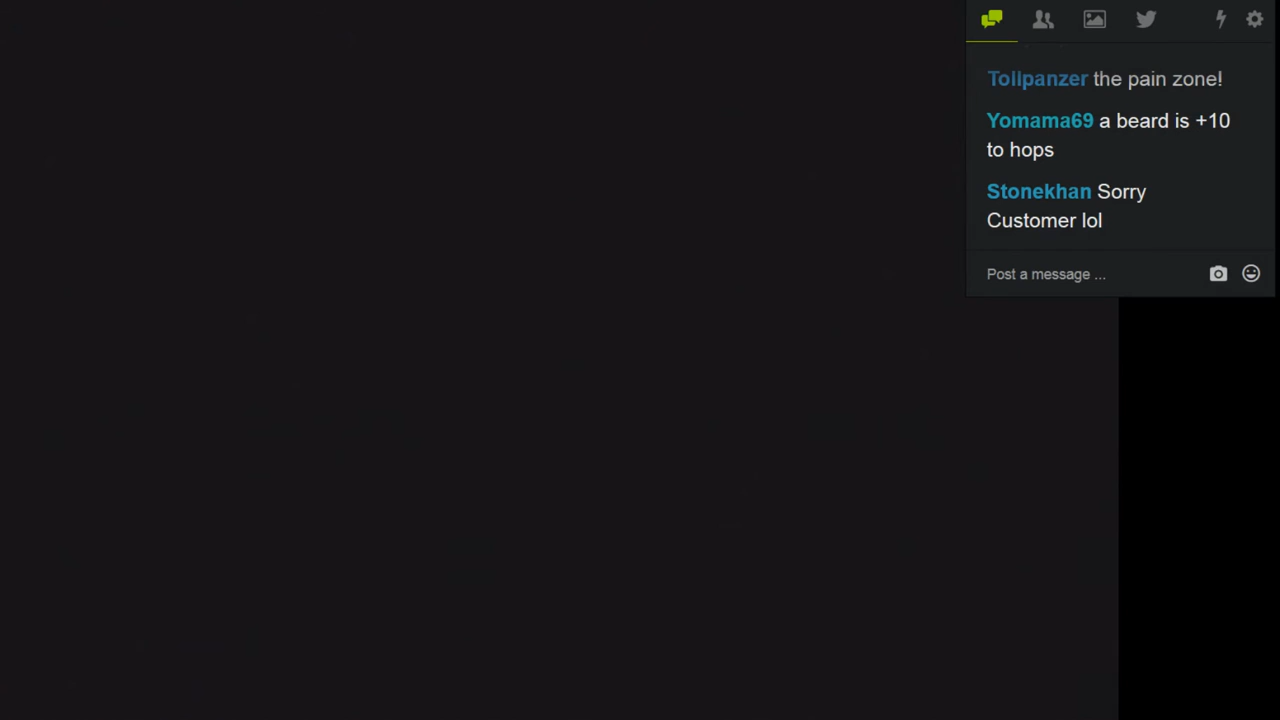 Tollpanzer the pain zone!
Yomama69 a beard is +10
to hops
Stonekhan Sorry
Customer lol
Post a message ...